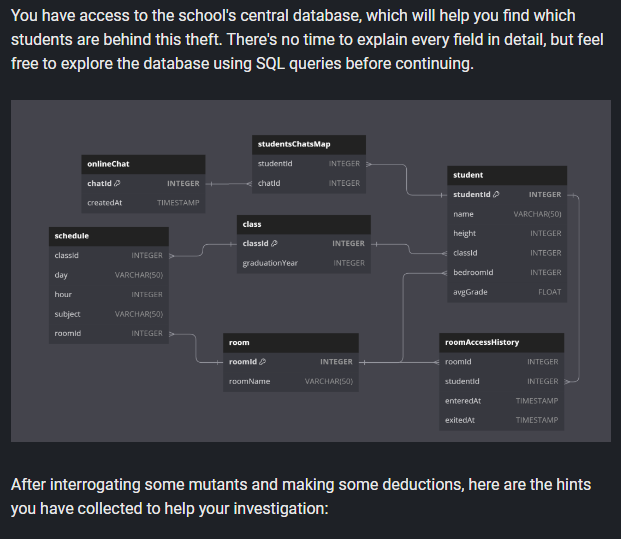 You have access to the school's central database, which will help you find which
students are behind this theft. There's no time to explain every field in detail, but feel
free to explore the database using SQL queries before continuing.
onlineChat
chatId INTEGER
createdAt TIMESTAMP
studentsChatsMap
studentId INTEGER
chatId INTEGER
student
studentId INTEGER
name VARCHAR(50)
height INTEGER
classId INTEGER
bedroomId INTEGER
avgGrade FLOAT
schedule
classId INTEGER
day VARCHAR(50)
hour INTEGER
subject VARCHAR(50)
roomId INTEGER
class
classId INTEGER
graduationYear INTEGER
room
roomId INTEGER
roomName VARCHAR(50)
roomAccessHistory
roomId INTEGER
studentId INTEGER
enteredAt TIMESTAMP
exitedAt TIMESTAMP
After interrogating some mutants and making some deductions, here are the hints
you have collected to help your investigation: